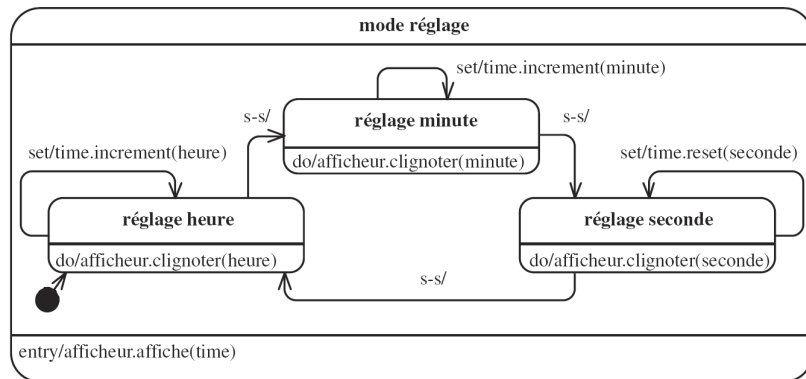 mode réglage
set/time.increment(minute)
s-s/
réglage minute
s-s/
do/afficheur.clignoter(minute)
set/time.increment(heure)
set/time.reset(seconde)
réglage heure
réglage seconde
do/afficheur.clignoter(heure)
do/afficheur.clignoter(seconde)
s-s/
entry/afficheur.affiche(time)